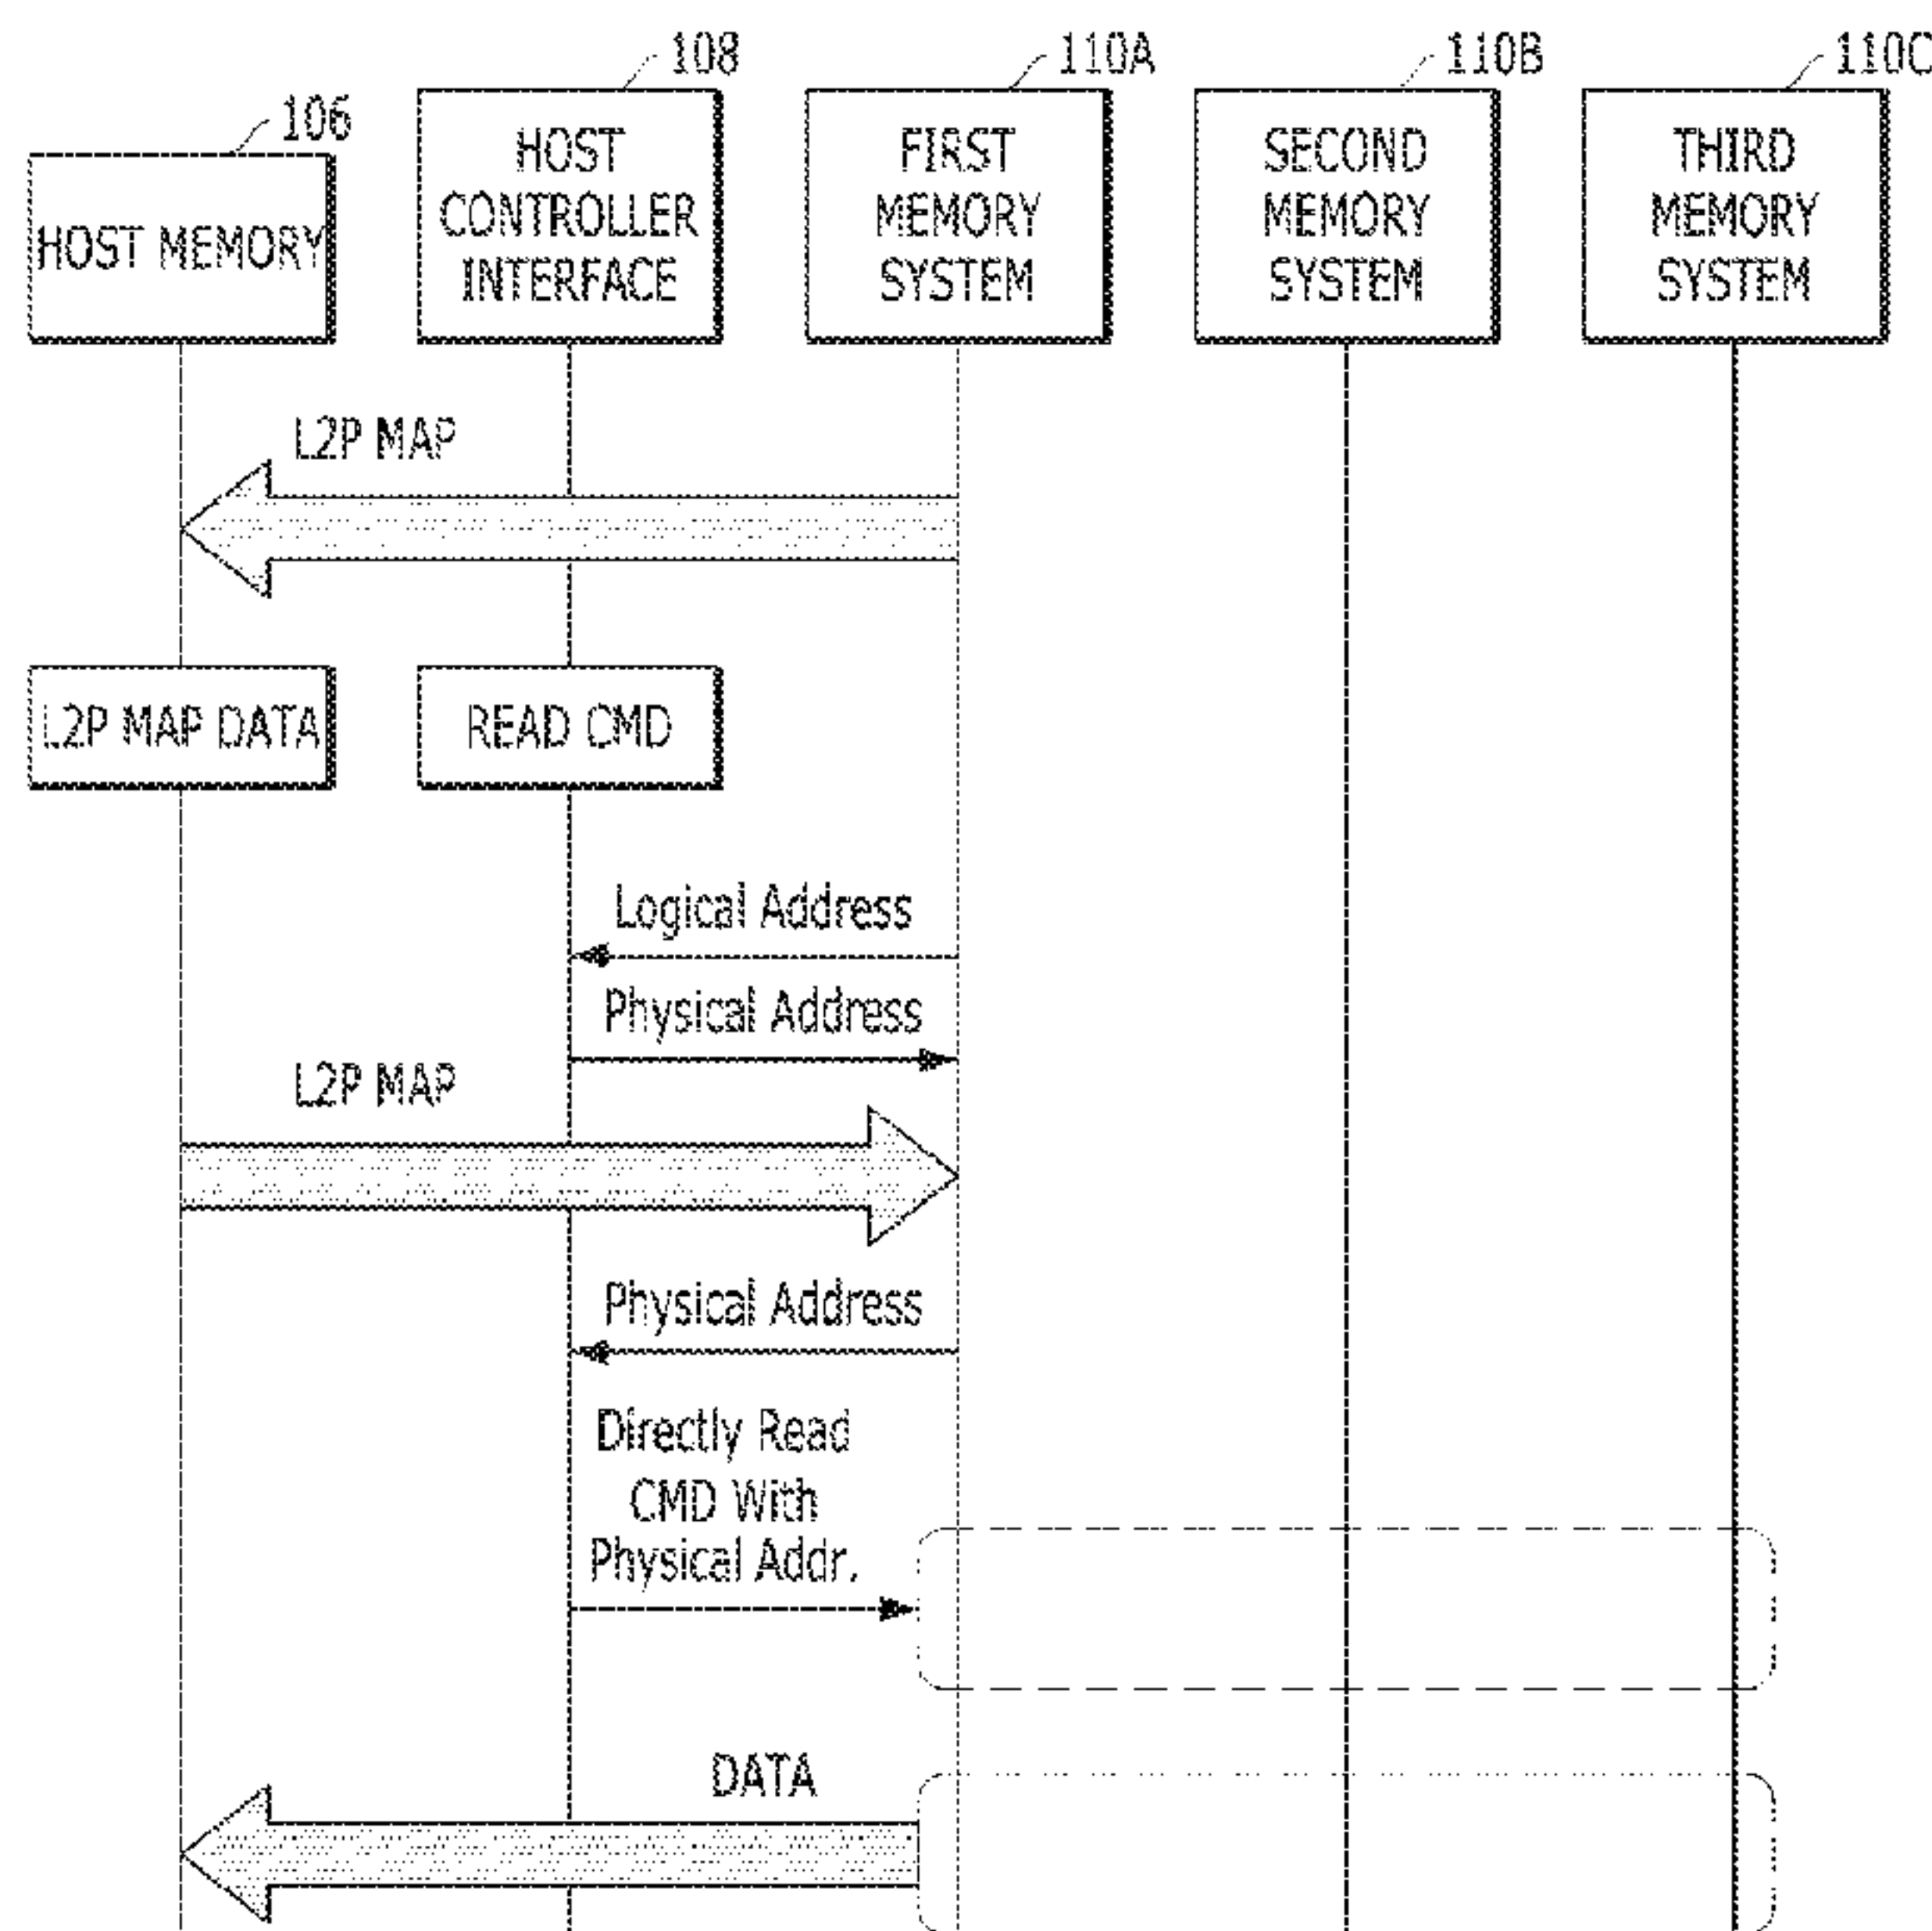 108
110A
110B
110C
106
HOST MEMORY
HOST
CONTROLLER
INTERFACE
FIRST
MEMORY
SYSTEM
SECOND
MEMORY
SYSTEM
THIRD
MEMORY
SYSTEM
L2P MAP
L2P MAP DATA
READ CMD
Logical Address
Physical Address
L2P MAP
Physical Address
Directly Read
CMD With
Physical Addr.
DATA